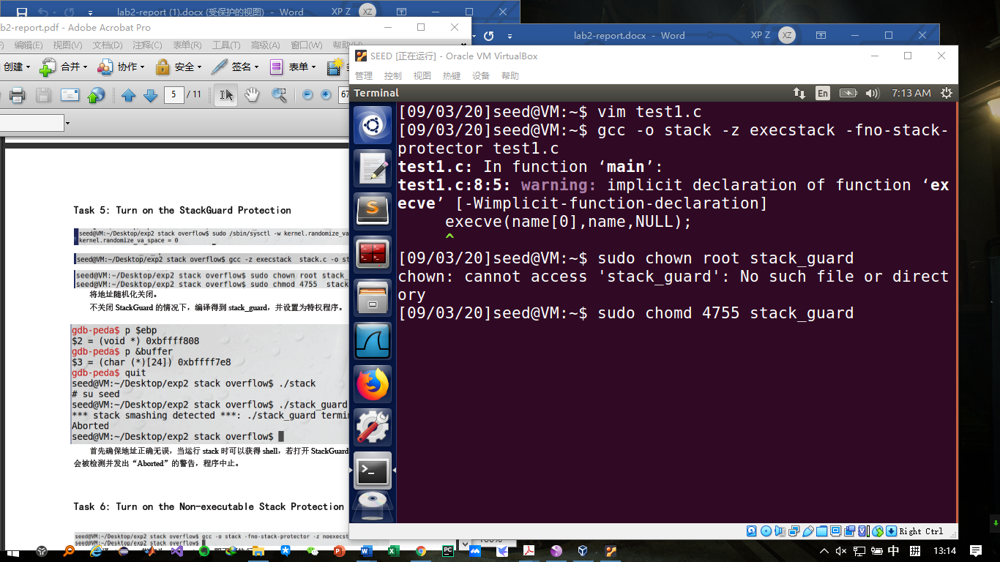 lab2-report (1).docx (受保护的视图) - Word
XP Z
XZ
b2-report.pdf - Adobe Acrobat Pro
lab2-report.docx - Word
XP Z
XZ
编辑(E) 视图(V) 文档(D) 注释(C) 表单(R) 工具(T) 高级(A) 窗口(W) 帮助(H)
创建 合并 协作 安全 签名 表单
5 / 11
67
Task 5: Turn on the StackGuard Protection
seed@VM:~/Desktop/exp2 stack overflow$ sudo /sbin/sysctl -w kernel.randomize_va
kernel.randomize_va_space = 0
seed@VM:~/Desktop/exp2 stack overflow$ gcc -z execstack stack.c -o st
seed@VM:~/Desktop/exp2 stack overflow$ sudo chown root stack_
seed@VM:~/Desktop/exp2 stack overflow$ sudo chmod 4755 stack
将地址随机化关闭。
不关闭 StackGuard 的情况下，编译得到 stack_guard，并设置为特权程序。
gdb-peda$ p $ebp
$2 = (void *) 0xbffff808
gdb-peda$ p &buffer
$3 = (char (*)[24]) 0xbffff7e8
gdb-peda$ quit
seed@VM:~/Desktop/exp2 stack overflow$ ./stack
# su seed
seed@VM:~/Desktop/exp2 stack overflow$ ./stack_guard
*** stack smashing detected ***: ./stack_guard termi
Aborted
seed@VM:~/Desktop/exp2 stack overflow$
首先确保地址正确无误，当运行 stack 时可以获得 shell，若打开 StackGuard
会被检测并发出“Aborted”的警告，程序中止。
Task 6: Turn on the Non-executable Stack Protection
seed@VM:~/Desktop/exp2 stack overflow$ gcc -o stack -fno-stack-protector -z noexecst
seed@VM:~/Desktop/exp2 stack overflow$
SEED [正在运行] - Oracle VM VirtualBox
管理 控制 视图 热键 设备 帮助
Terminal
En
7:13 AM
[09/03/20]seed@VM:~$ vim test1.c
[09/03/20]seed@VM:~$ gcc -o stack -z execstack -fno-stack-
protector test1.c
test1.c: In function ‘main’:
test1.c:8:5: warning: implicit declaration of function ‘ex
ecve’ [-Wimplicit-function-declaration]
execve(name[0],name,NULL);
^
[09/03/20]seed@VM:~$ sudo chown root stack_guard
chown: cannot access 'stack_guard': No such file or direct
ory
[09/03/20]seed@VM:~$ sudo chomd 4755 stack_guard
Right Ctrl
中
拼
13:14